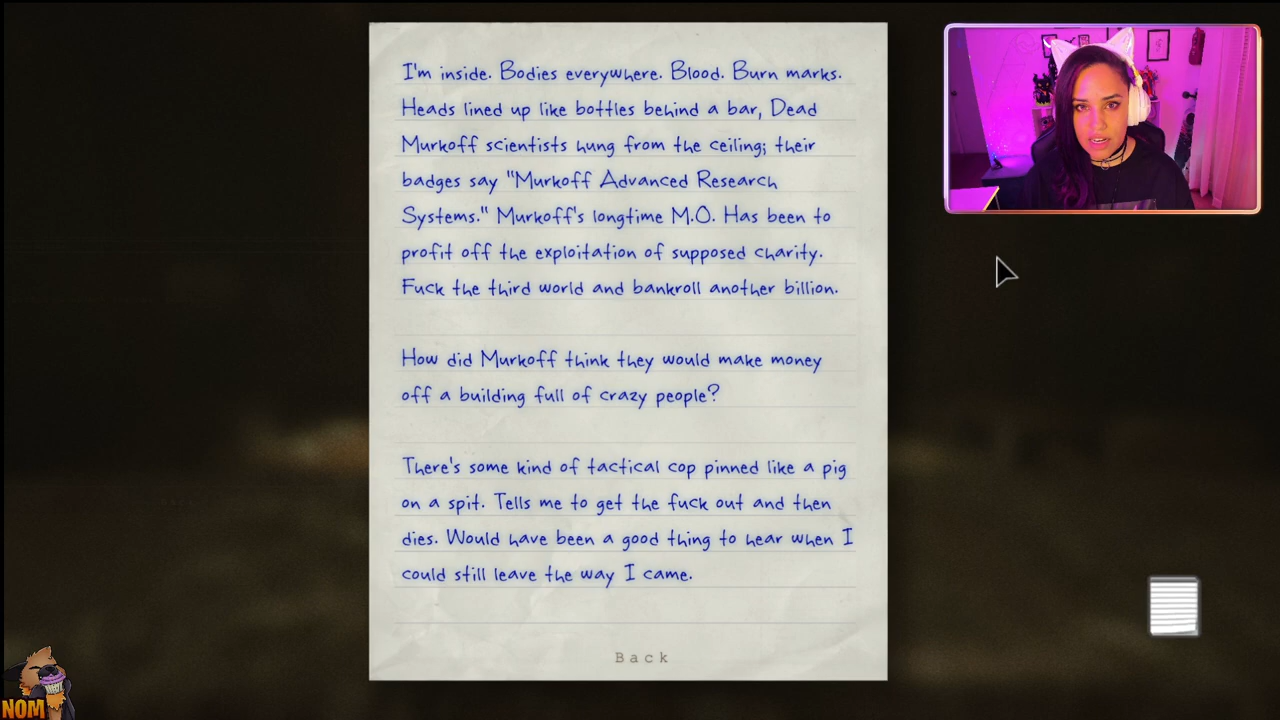 I'm inside. Bodies everywhere. Blood. Burn marks.
Heads lined up like bottles behind a bar, Dead
Murkoff scientists hung from the ceiling; their
badges say "Murkoff Advanced Research
Systems." Murkoff's longtime M.O. Has been to
profit off the exploitation of supposed charity.
Fuck the third world and bankroll another billion.
How did Murkoff think they would make money
off a building full of crazy people?
There's some kind of tactical cop pinned like a pig
on a spit. Tells me to get the fuck out and then
dies. Would have been a good thing to hear when I
could still leave the way I came.
Back
NOM